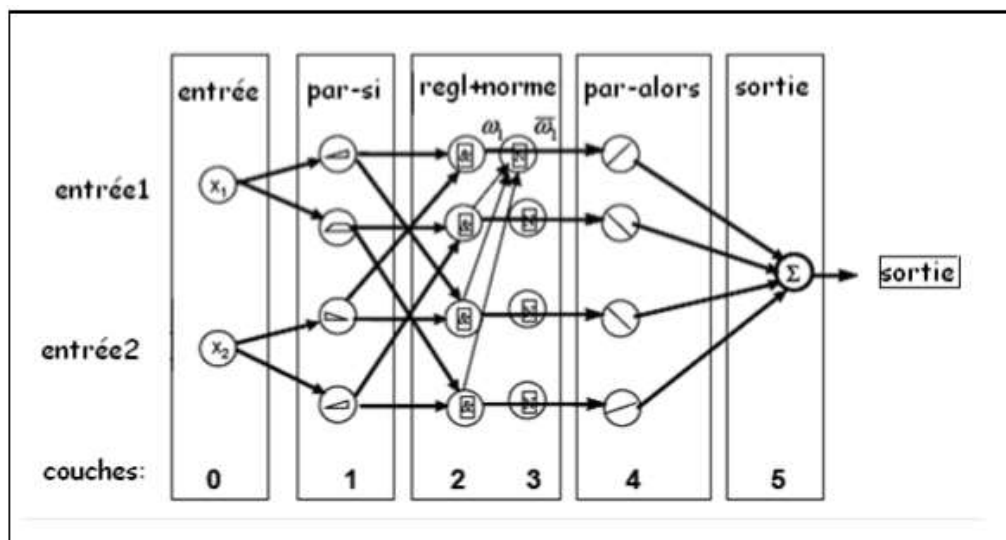 entrée par-si regl+norme par-alors sortie
ω₁ ω̅₁
entrée1
x₁
& Σ
& Σ
Σ
sortie
& Σ
entrée2
x₂
& Σ
couches: 0 1 2 3 4 5